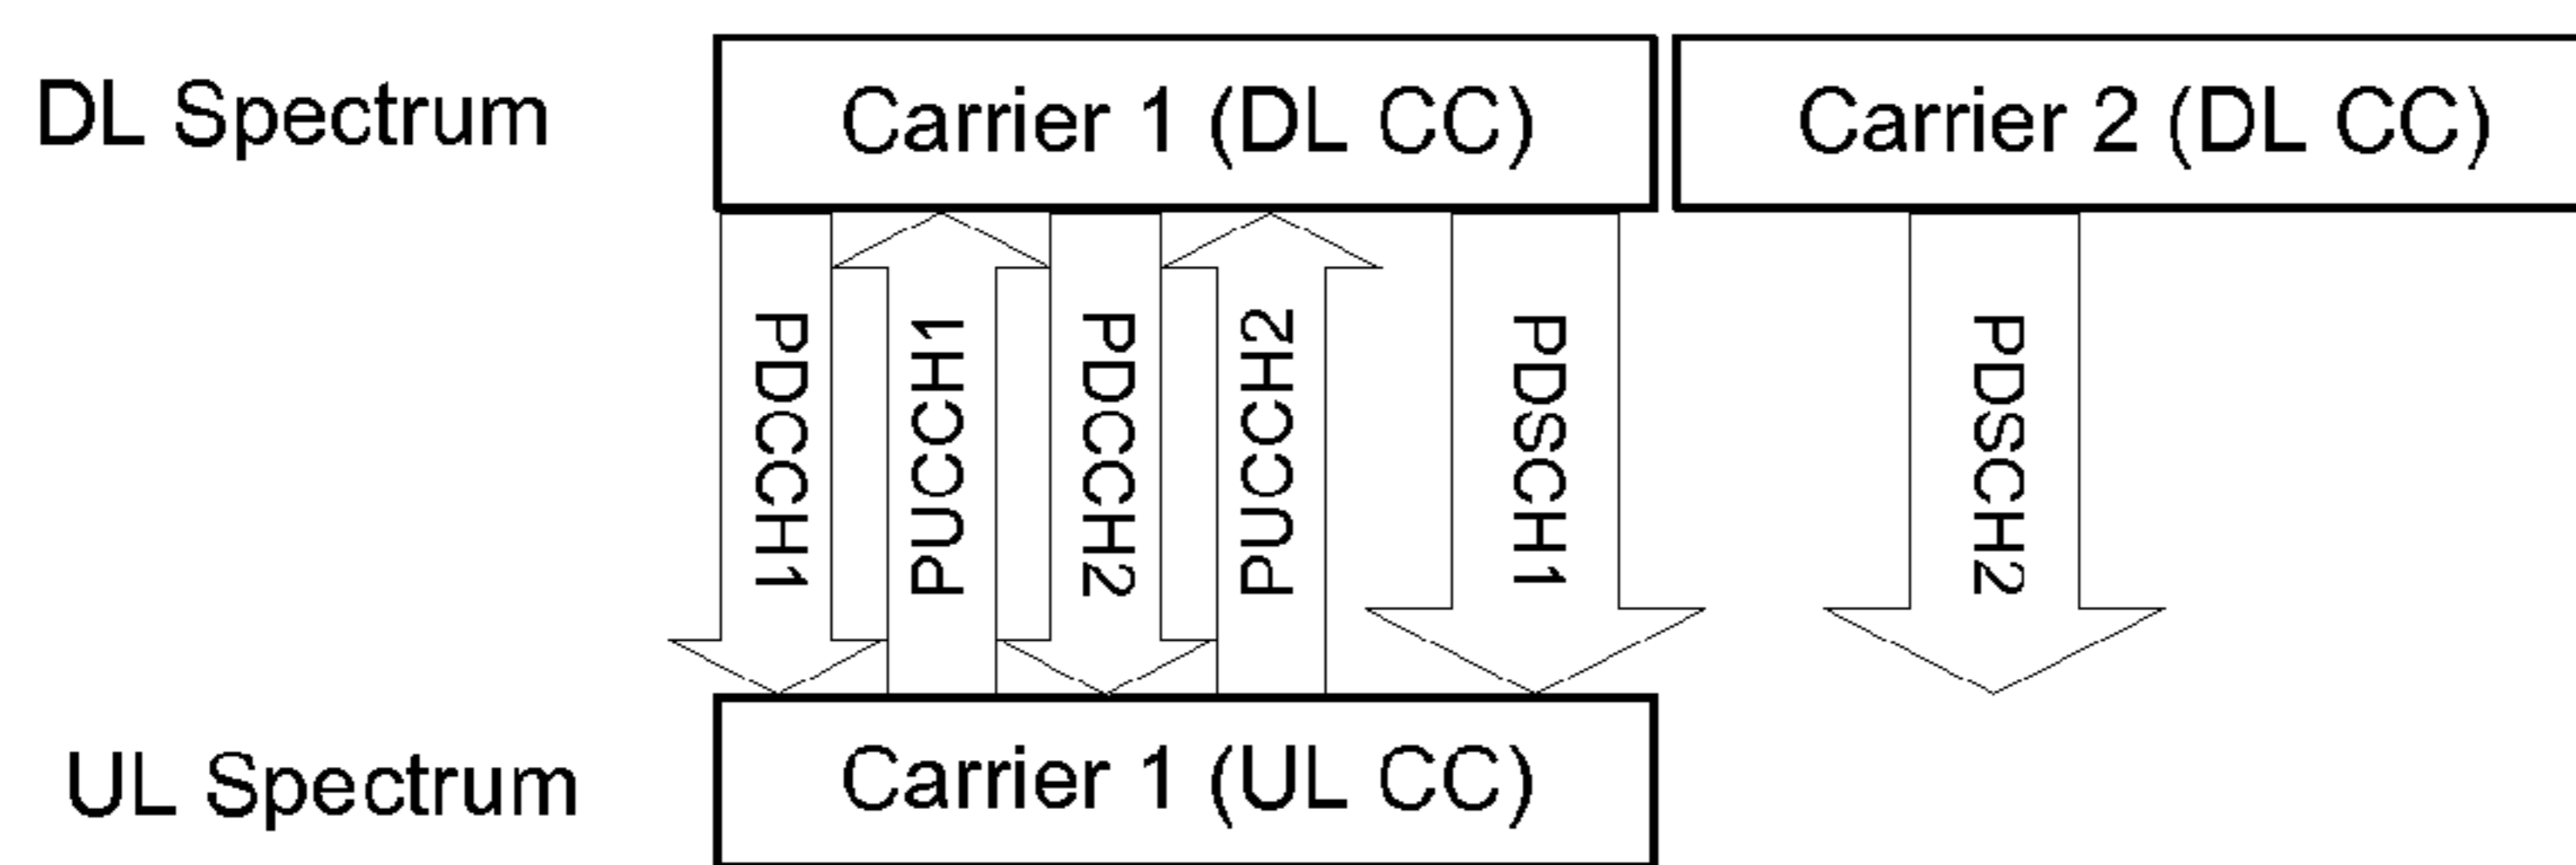 DL Spectrum
Carrier 1 (DL CC)
Carrier 2 (DL CC)
PDCCH1
PUCCH1
PDCCH2
PUCCH2
PDSCH1
PDSCH2
UL Spectrum
Carrier 1 (UL CC)